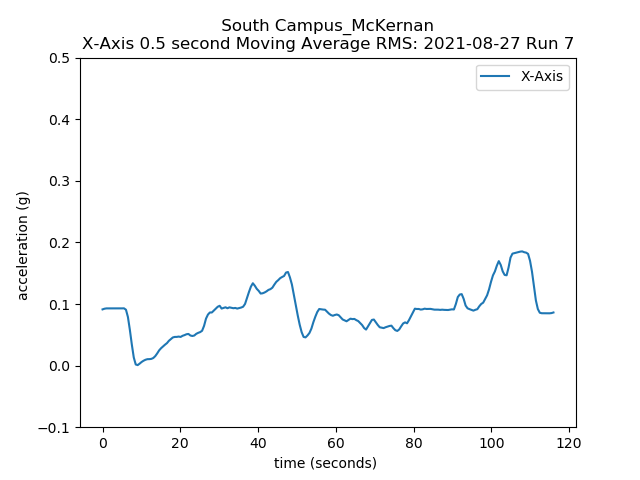 South Campus_McKernan
X-Axis 0.5 second Moving Average RMS: 2021-08-27 Run 7
X-Axis
acceleration (g)
0.5
0.4
0.3
0.2
0.1
0.0
−0.1
0 20 40 60 80 100 120
time (seconds)